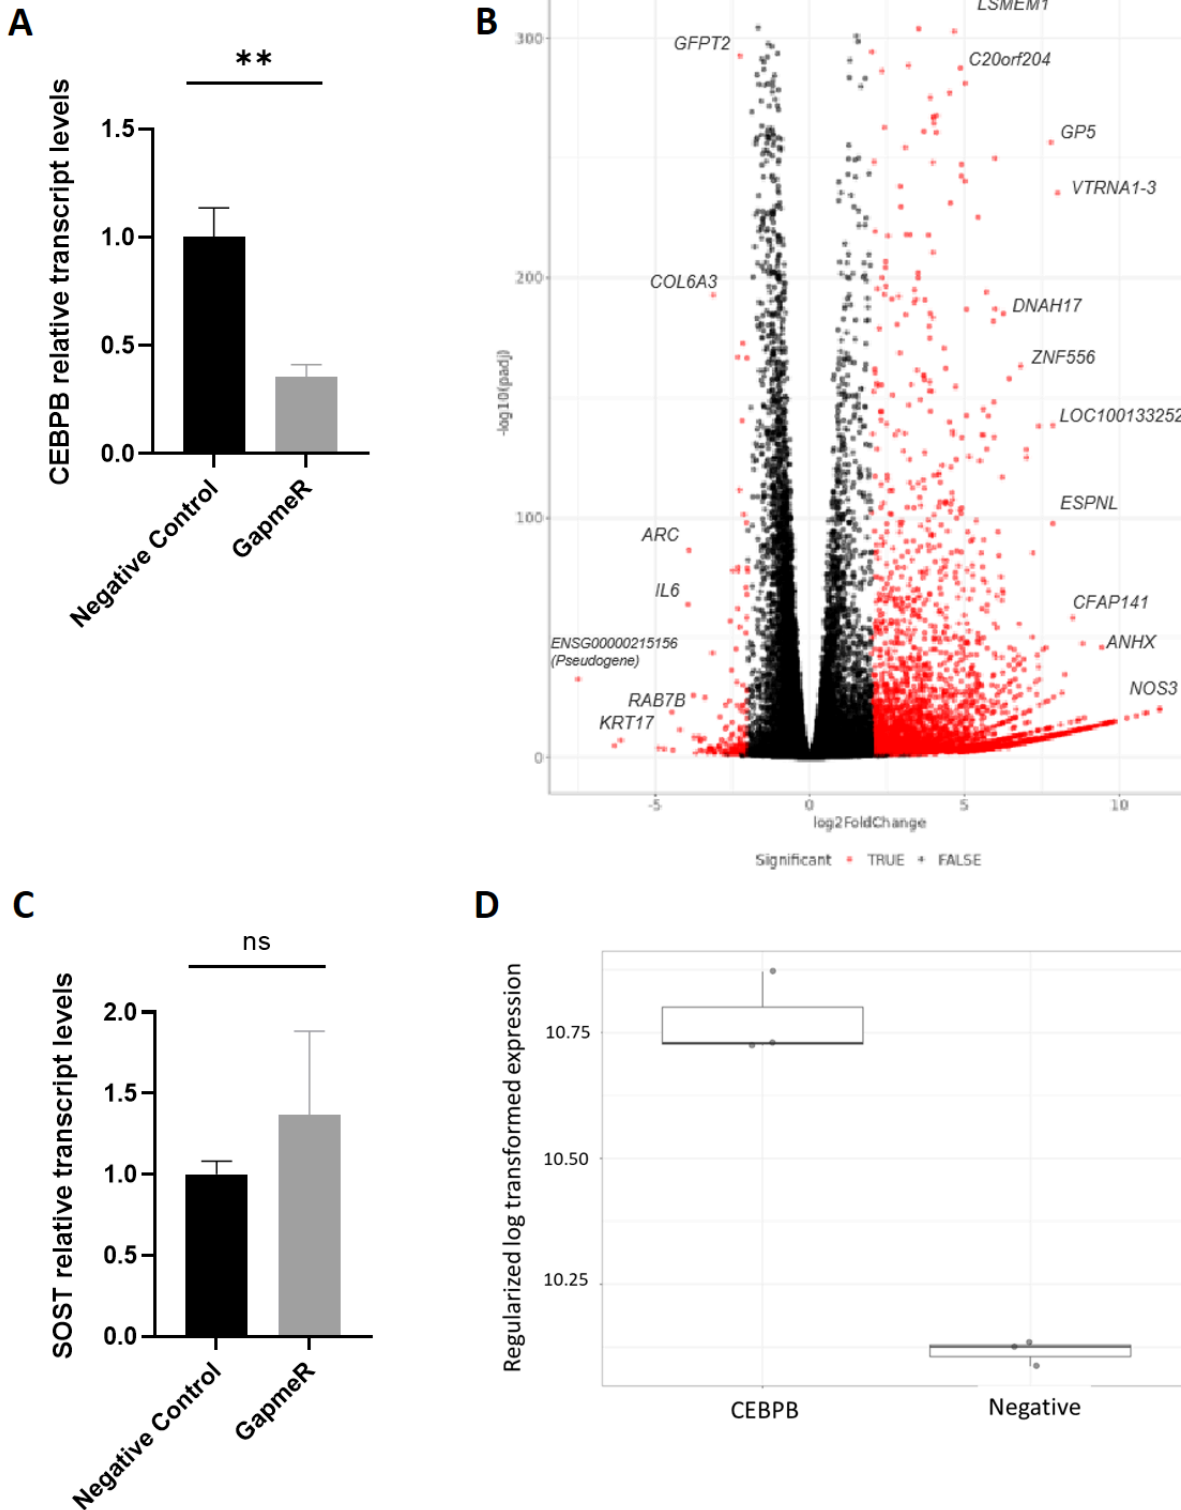 A
**
CEBPB relative transcript levels
1.5
1.0
0.5
0.0
Negative Control
GapmeR
B
LSMEM1
300
GFPT2
C20orf204
GP5
VTRNA1-3
200
COL6A3
DNAH17
ZNF556
-log10(padj)
LOC100133252
ESPNL
100
ARC
IL6
CFAP141
ENSG00000215156
(Pseudogene)
ANHX
RAB7B
NOS3
KRT17
0
-5
0
5
10
log2FoldChange
Significant TRUE FALSE
C
ns
SOST relative transcript levels
2.0
1.5
1.0
0.5
0.0
Negative Control
GapmeR
D
Regularized log transformed expression
10.75
10.50
10.25
CEBPB
Negative